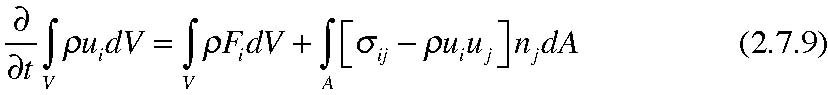 ∂/∂t ∫_V ρu_i dV = ∫_V ρF_i dV + ∫_A [σ_ij − ρu_i u_j] n_j dA (2.7.9)